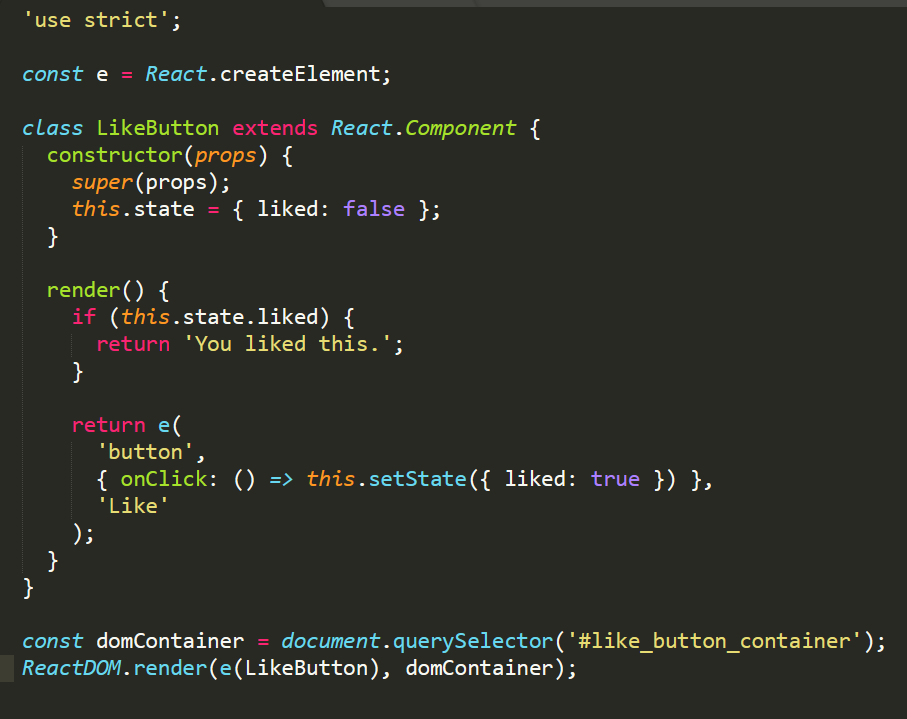 'use strict';
const e = React.createElement;
class LikeButton extends React.Component {
constructor(props) {
super(props);
this.state = { liked: false };
}
render() {
if (this.state.liked) {
return 'You liked this.';
}
return e(
'button',
{ onClick: () => this.setState({ liked: true }) },
'Like'
);
}
}
const domContainer = document.querySelector('#like_button_container');
ReactDOM.render(e(LikeButton), domContainer);